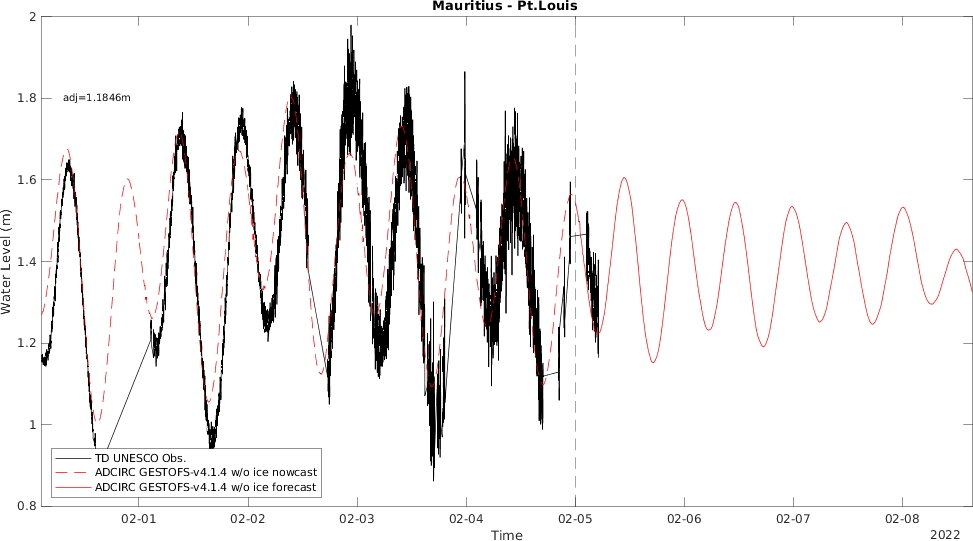 Mauritius - Pt.Louis
2
1.8
adj=1.1846m
1.6
1.4
Water Level (m)
1.2
1
TD UNESCO Obs.
ADCIRC GESTOFS-v4.1.4 w/o ice nowcast
ADCIRC GESTOFS-v4.1.4 w/o ice forecast
0.8
02-01 02-02 02-03 02-04 02-05 02-06 02-07 02-08
Time
2022